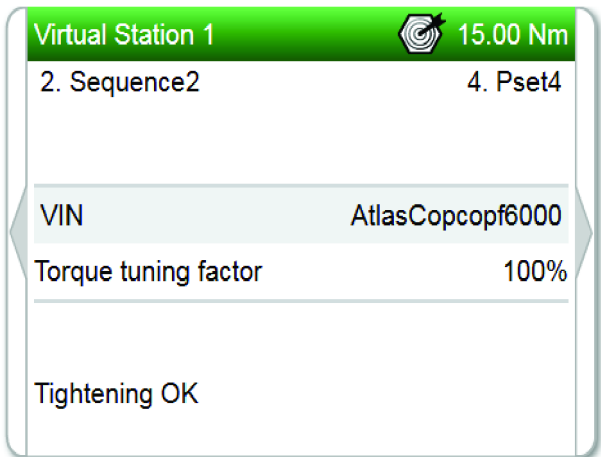 Virtual Station 1 15.00 Nm
2. Sequence2 4. Pset4
VIN AtlasCopcopf6000
Torque tuning factor 100%
Tightening OK